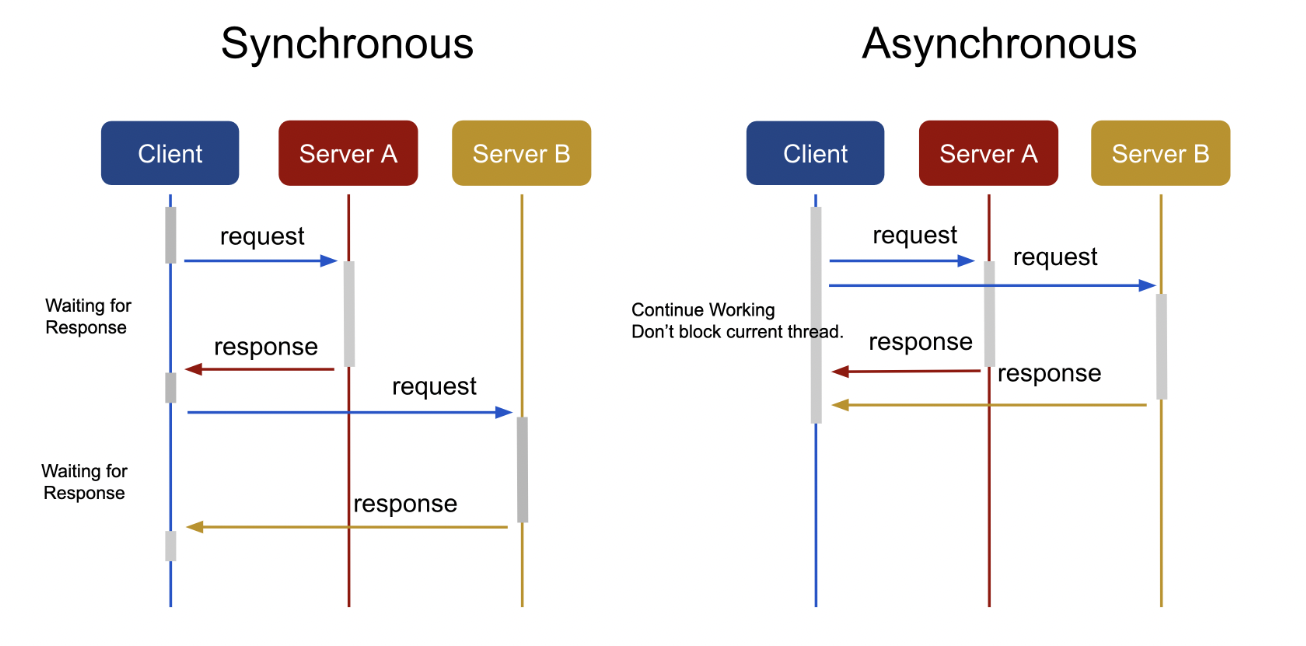 Synchronous
Client
Server A
Server B
request
Waiting for
Response
response
request
Waiting for
Response
response
Asynchronous
Client
Server A
Server B
request
request
Continue Working
Don't block current thread.
response
response